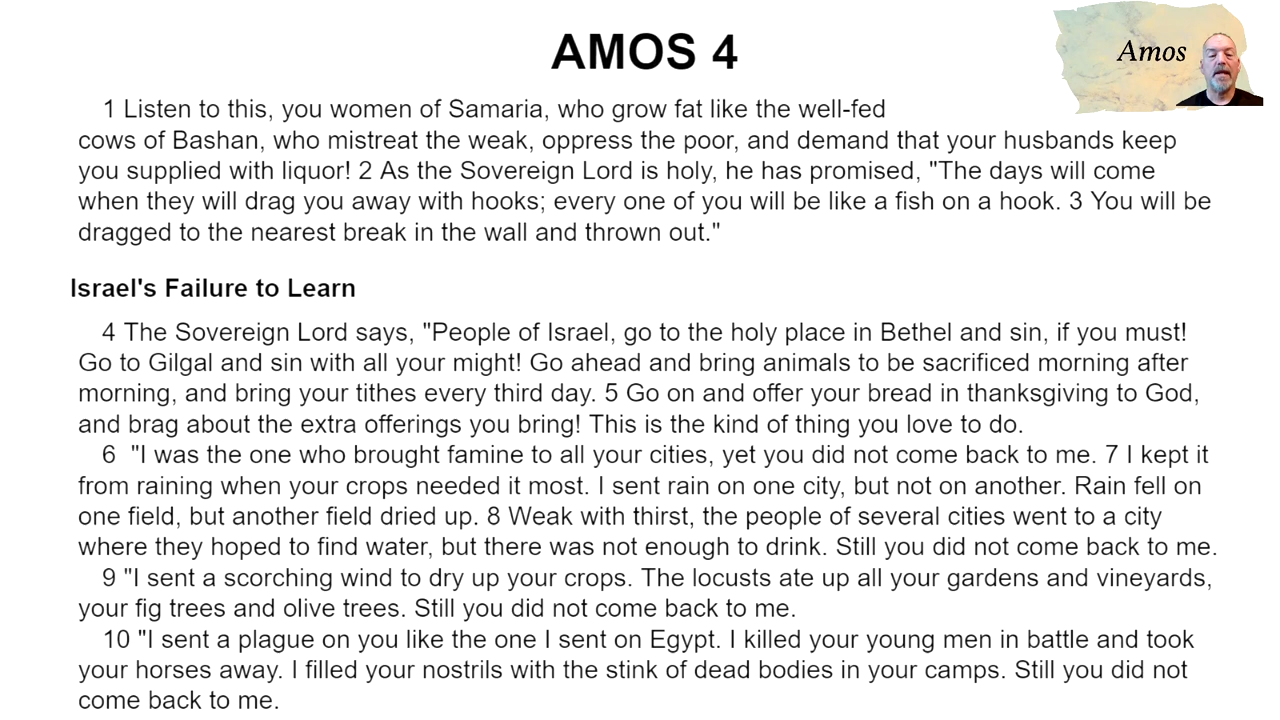 AMOS 4
Amos
1 Listen to this, you women of Samaria, who grow fat like the well-fed
cows of Bashan, who mistreat the weak, oppress the poor, and demand that your husbands keep
you supplied with liquor! 2 As the Sovereign Lord is holy, he has promised, "The days will come
when they will drag you away with hooks; every one of you will be like a fish on a hook. 3 You will be
dragged to the nearest break in the wall and thrown out."
Israel's Failure to Learn
4 The Sovereign Lord says, "People of Israel, go to the holy place in Bethel and sin, if you must!
Go to Gilgal and sin with all your might! Go ahead and bring animals to be sacrificed morning after
morning, and bring your tithes every third day. 5 Go on and offer your bread in thanksgiving to God,
and brag about the extra offerings you bring! This is the kind of thing you love to do.
6 "I was the one who brought famine to all your cities, yet you did not come back to me. 7 I kept it
from raining when your crops needed it most. I sent rain on one city, but not on another. Rain fell on
one field, but another field dried up. 8 Weak with thirst, the people of several cities went to a city
where they hoped to find water, but there was not enough to drink. Still you did not come back to me.
9 "I sent a scorching wind to dry up your crops. The locusts ate up all your gardens and vineyards,
your fig trees and olive trees. Still you did not come back to me.
10 "I sent a plague on you like the one I sent on Egypt. I killed your young men in battle and took
your horses away. I filled your nostrils with the stink of dead bodies in your camps. Still you did not
come back to me.